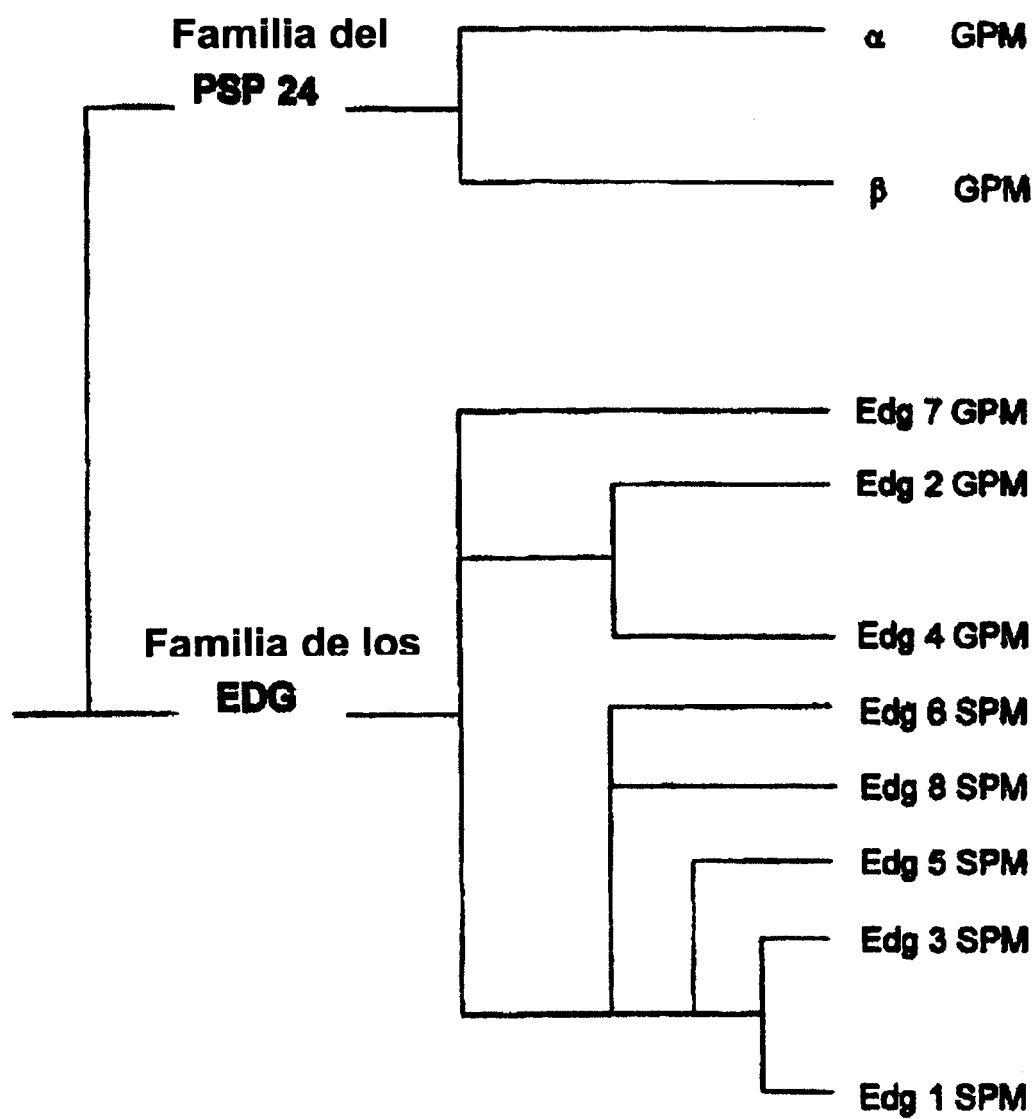 Familia del
PSP 24
α GPM
β GPM
Edg 7 GPM
Edg 2 GPM
Edg 4 GPM
Familia de los
EDG
Edg 6 SPM
Edg 8 SPM
Edg 5 SPM
Edg 3 SPM
Edg 1 SPM